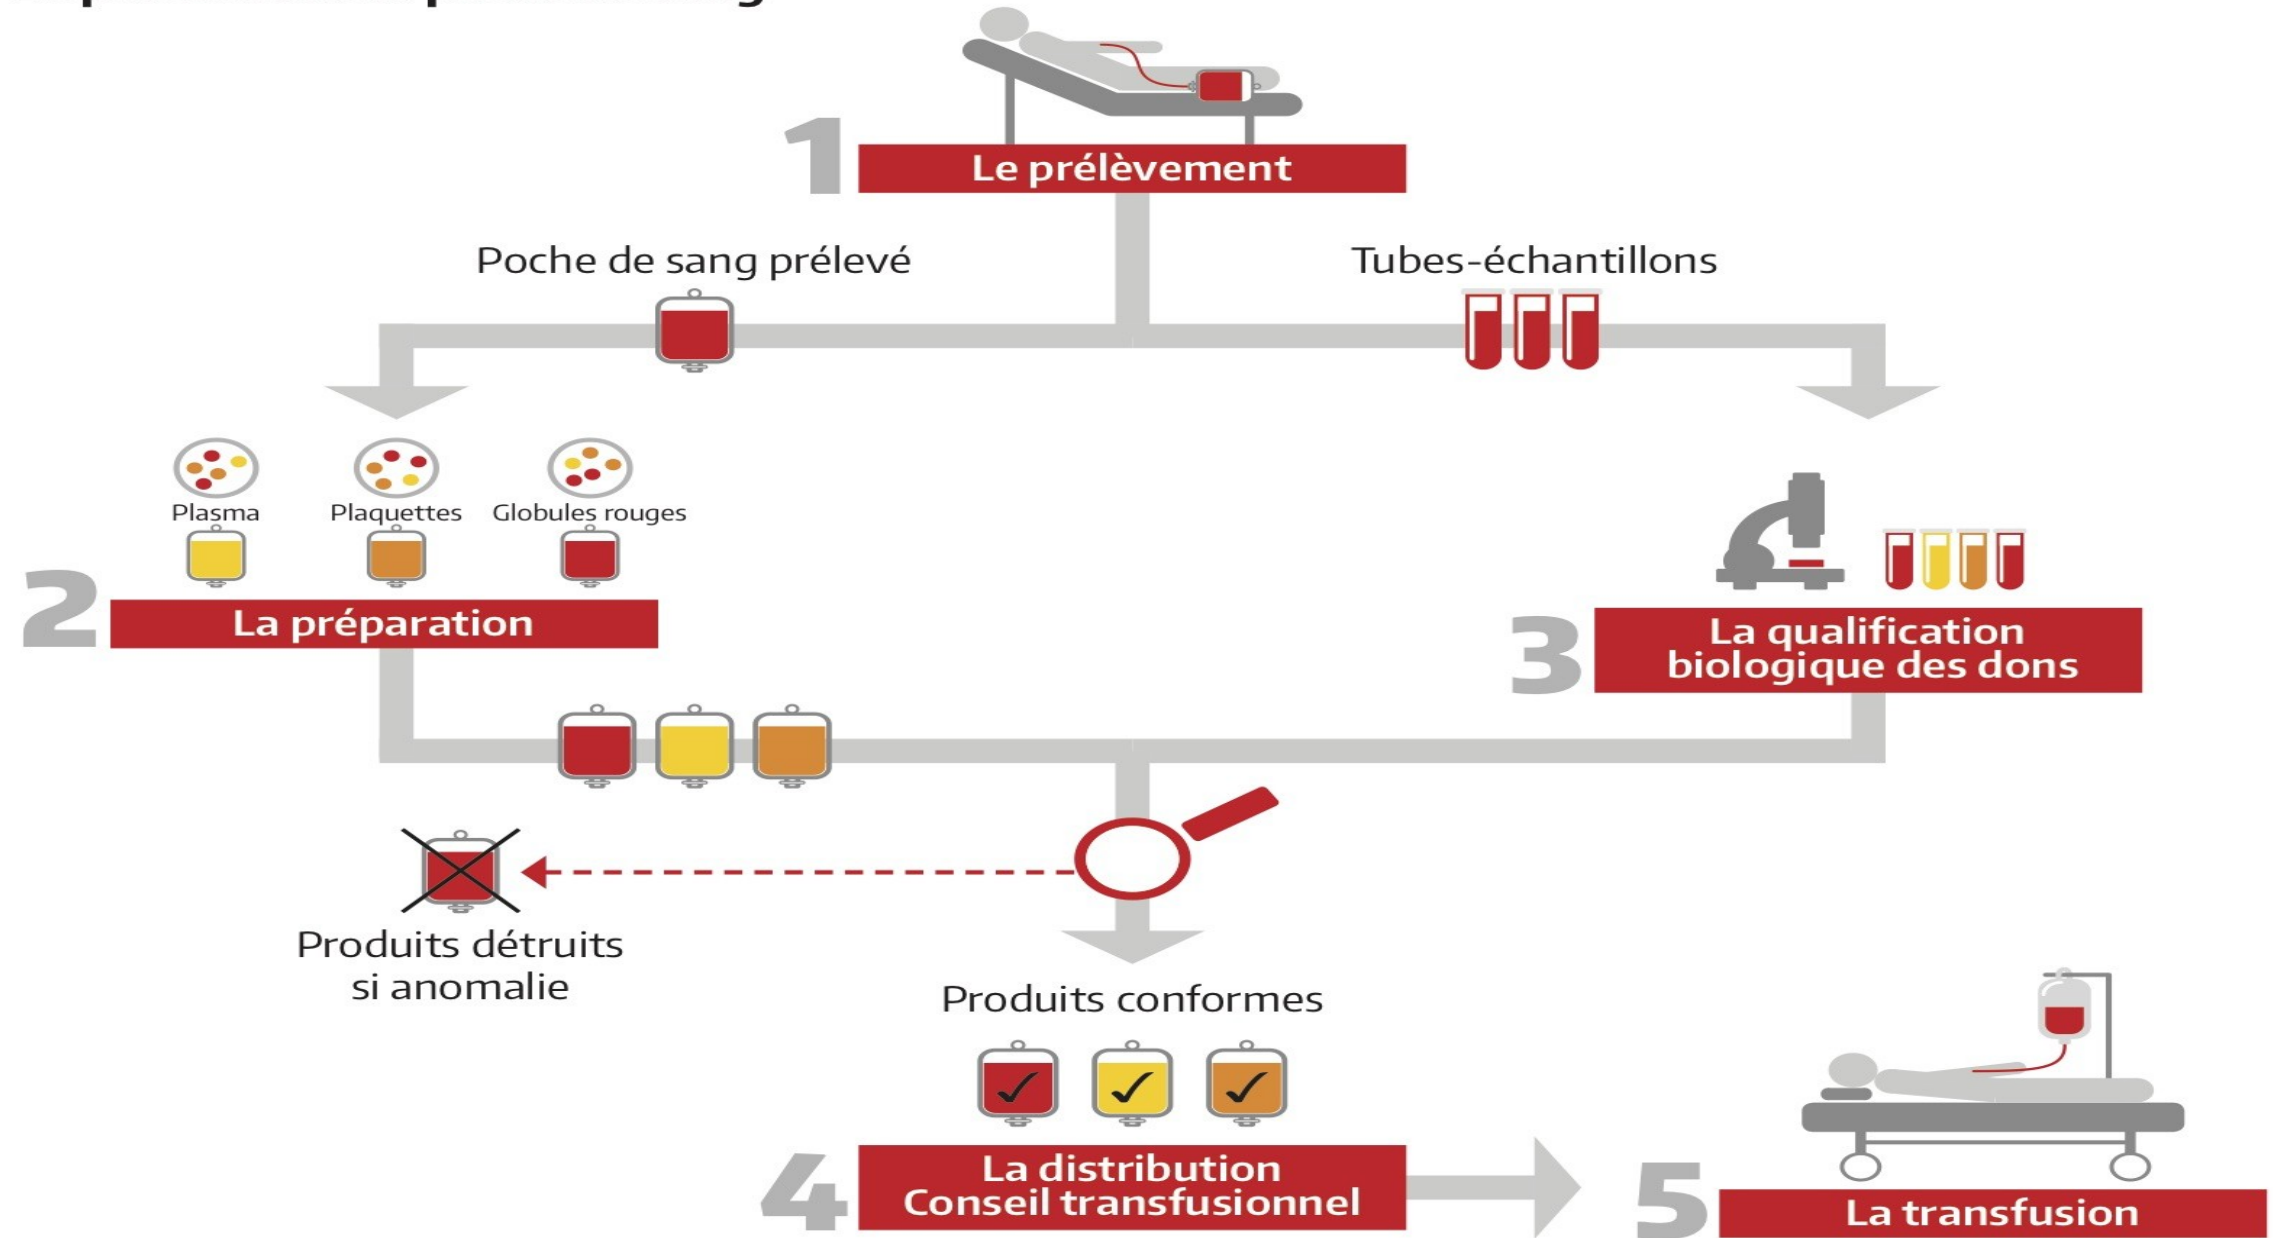 1
Le prélèvement
Poche de sang prélevé
Tubes-échantillons
Plasma
Plaquettes
Globules rouges
2
La préparation
3
La qualification
biologique des dons
Produits détruits
si anomalie
Produits conformes
4
La distribution
Conseil transfusionnel
5
La transfusion